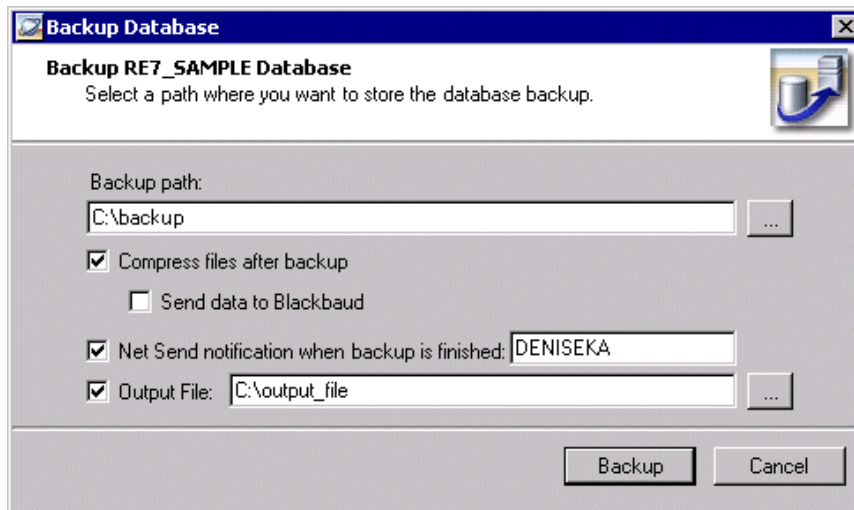 Backup Database
Backup RE7_SAMPLE Database
Select a path where you want to store the database backup.
Backup path:
C:\backup
...
Compress files after backup
Send data to Blackbaud
Net Send notification when backup is finished: DENISEKA
Output File: C:\output_file
...
Backup Cancel